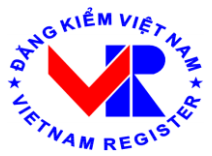 ĐĂNG KIỂM VIỆT NAM
VR
VIETNAM REGISTER